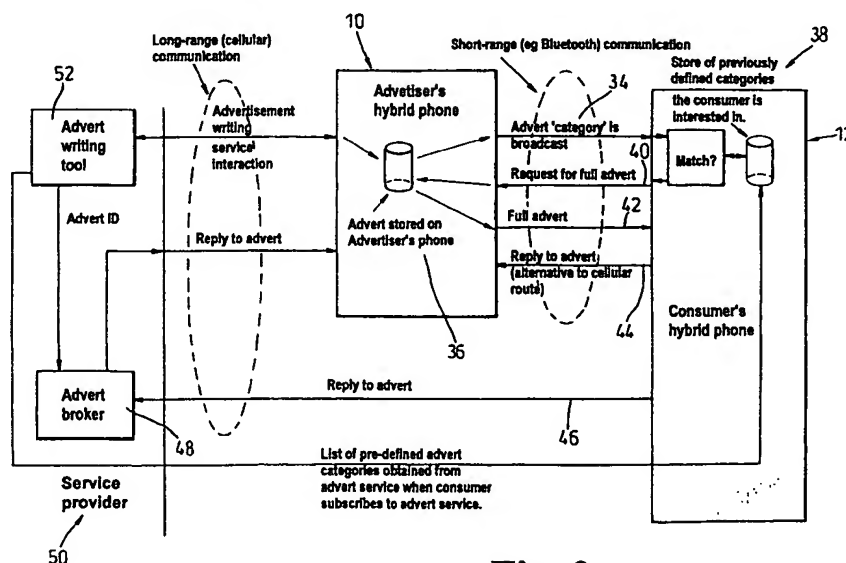 Long-range (cellular)
communication
10
Short-range (eg Bluetooth) communication
38
52
Advert
writing
tool
Advertisement
writing
service
interaction
Advetiser's
hybrid phone
34
Store of previously
defined categories
the consumer is
interested in.
Advert 'category' is
broadcast
Match?
40
Raquest for full advert
Advert ID
Advert stored on
Advertiser's phone
Full advert
42
Reply to advert
Reply to advert
(alternative to cellular
route)
36
44
Consumer's
hybrid phone
Advert
broker
48
Reply to advert
46
List of pre-defined advert
categories obtained from
advert service when consumer
subscribes to advert service.
Service
provider
50